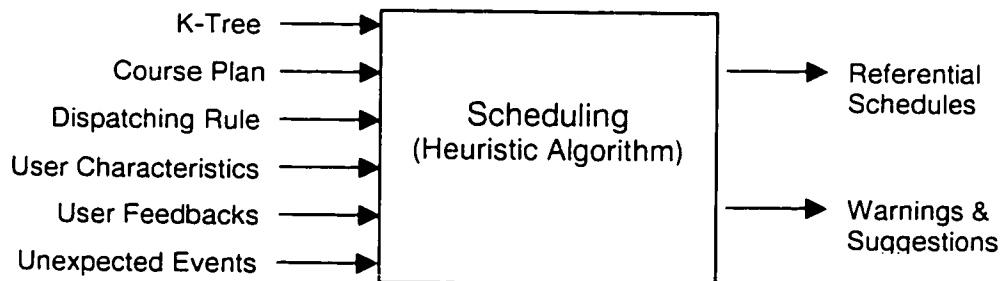 K-Tree
Course Plan
Dispatching Rule
User Characteristics
User Feedbacks
Unexpected Events
Scheduling
(Heuristic Algorithm)
Referential
Schedules
Warnings &
Suggestions